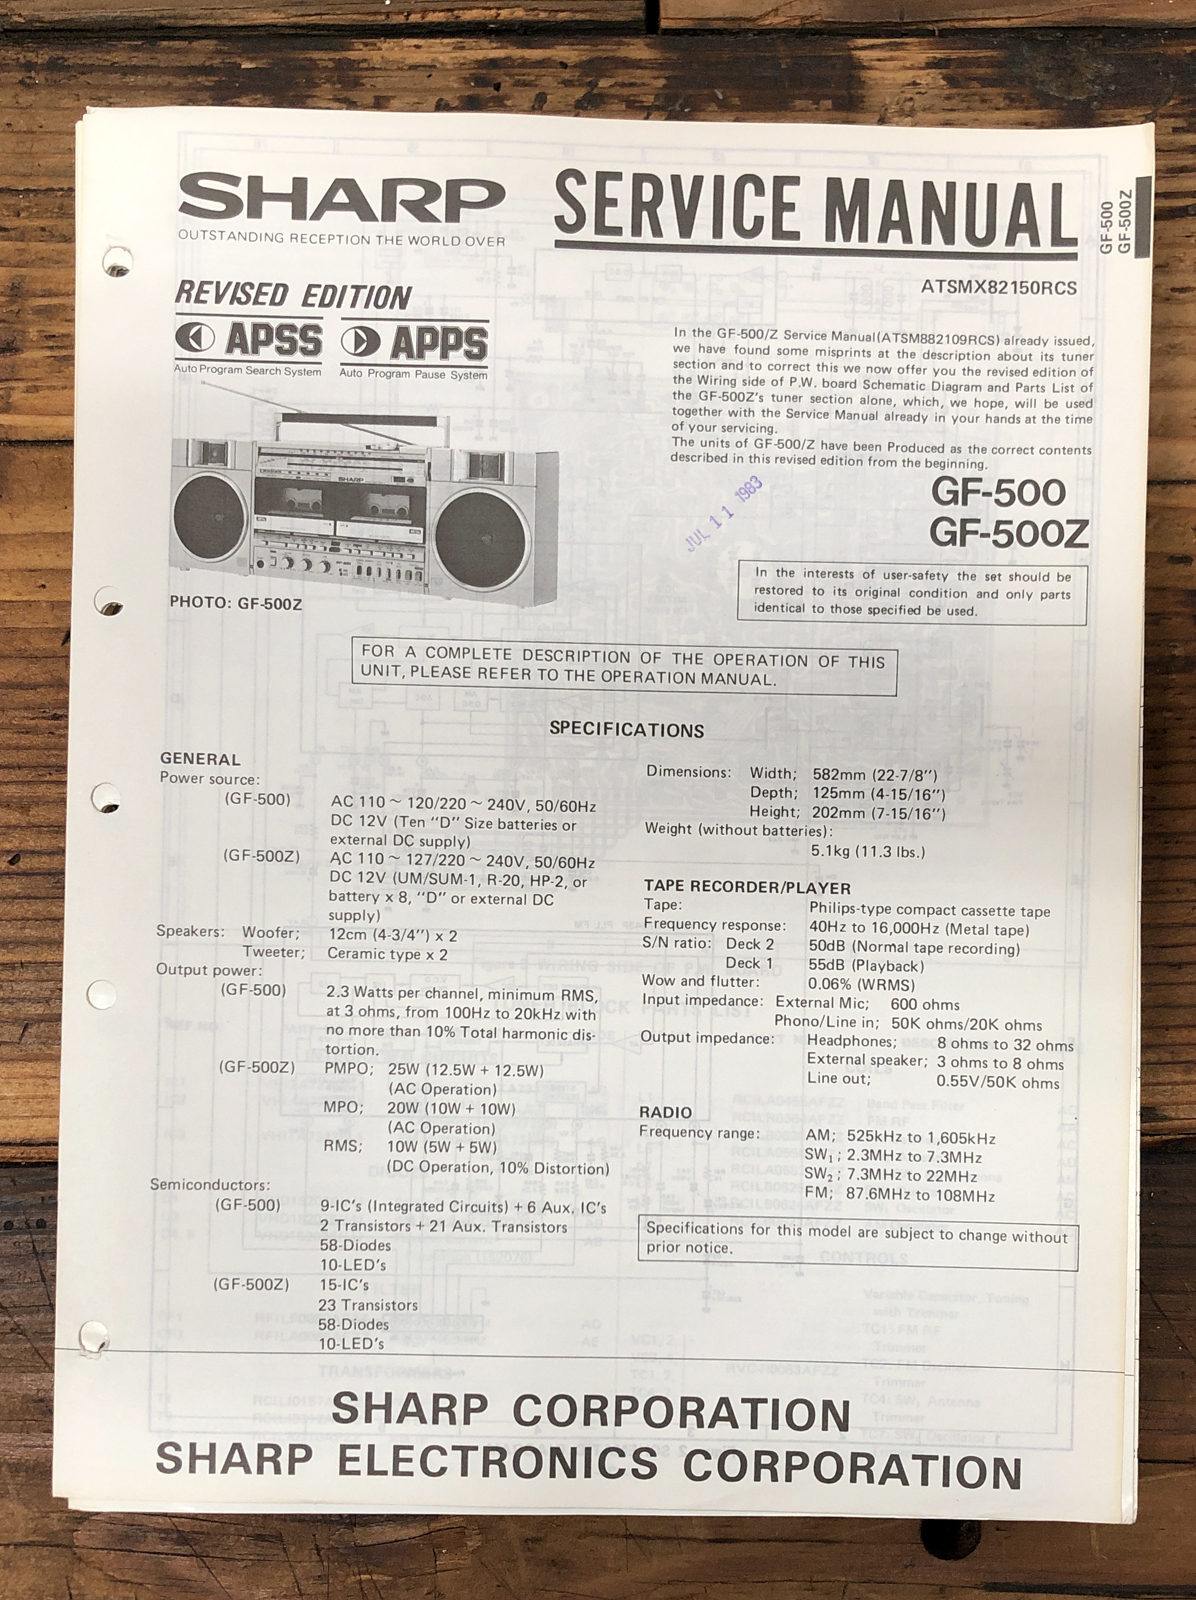 SHARP SERVICE MANUAL
OUTSTANDING RECEPTION THE WORLD OVER
GF-500
GF-500Z
ATSMX82150RCS
REVISED EDITION
APSS APPS
Auto Program Search System Auto Program Pause System
In the GF-500/Z Service Manual(ATSM882109RCS) already issued,
we have found some misprints at the description about its tuner
section and to correct this we now offer you the revised edition of
the Wiring side of P.W. board Schematic Diagram and Parts List of
the GF-500Z's tuner section alone, which, we hope, will be used
together with the Service Manual already in your hands at the time
of your servicing.
The units of GF-500/Z have been Produced as the correct contents
described in this revised edition from the beginning.
SHARP
JUL 11 1983
GF-500
GF-500Z
PHOTO: GF-500Z
In the interests of user-safety the set should be
restored to its original condition and only parts
identical to those specified be used.
FOR A COMPLETE DESCRIPTION OF THE OPERATION OF THIS
UNIT, PLEASE REFER TO THE OPERATION MANUAL.
SPECIFICATIONS
GENERAL
Power source:
(GF-500) AC 110 ~ 120/220 ~ 240V, 50/60Hz
DC 12V (Ten "D" Size batteries or
external DC supply)
(GF-500Z) AC 110 ~ 127/220 ~ 240V, 50/60Hz
DC 12V (UM/SUM-1, R-20, HP-2, or
battery x 8, "D" or external DC
supply)
Speakers: Woofer; 12cm (4-3/4") x 2
Tweeter; Ceramic type x 2
Output power:
(GF-500) 2.3 Watts per channel, minimum RMS,
at 3 ohms, from 100Hz to 20kHz with
no more than 10% Total harmonic dis-
tortion.
(GF-500Z) PMPO; 25W (12.5W + 12.5W)
(AC Operation)
MPO; 20W (10W + 10W)
(AC Operation)
RMS; 10W (5W + 5W)
(DC Operation, 10% Distortion)
Semiconductors:
(GF-500) 9-IC's (Integrated Circuits) + 6 Aux. IC's
2 Transistors + 21 Aux. Transistors
58-Diodes
10-LED's
(GF-500Z) 15-IC's
23 Transistors
58-Diodes
10-LED's
Dimensions: Width; 582mm (22-7/8")
Depth; 125mm (4-15/16")
Height; 202mm (7-15/16")
Weight (without batteries):
5.1kg (11.3 lbs.)
TAPE RECORDER/PLAYER
Tape: Philips-type compact cassette tape
Frequency response: 40Hz to 16,000Hz (Metal tape)
S/N ratio: Deck 2 50dB (Normal tape recording)
Deck 1 55dB (Playback)
Wow and flutter: 0.06% (WRMS)
Input impedance: External Mic; 600 ohms
Phono/Line in; 50K ohms/20K ohms
Output impedance: Headphones; 8 ohms to 32 ohms
External speaker; 3 ohms to 8 ohms
Line out; 0.55V/50K ohms
RADIO
Frequency range: AM; 525kHz to 1,605kHz
SW1; 2.3MHz to 7.3MHz
SW2; 7.3MHz to 22MHz
FM; 87.6MHz to 108MHz
Specifications for this model are subject to change without
prior notice.
SHARP CORPORATION
SHARP ELECTRONICS CORPORATION